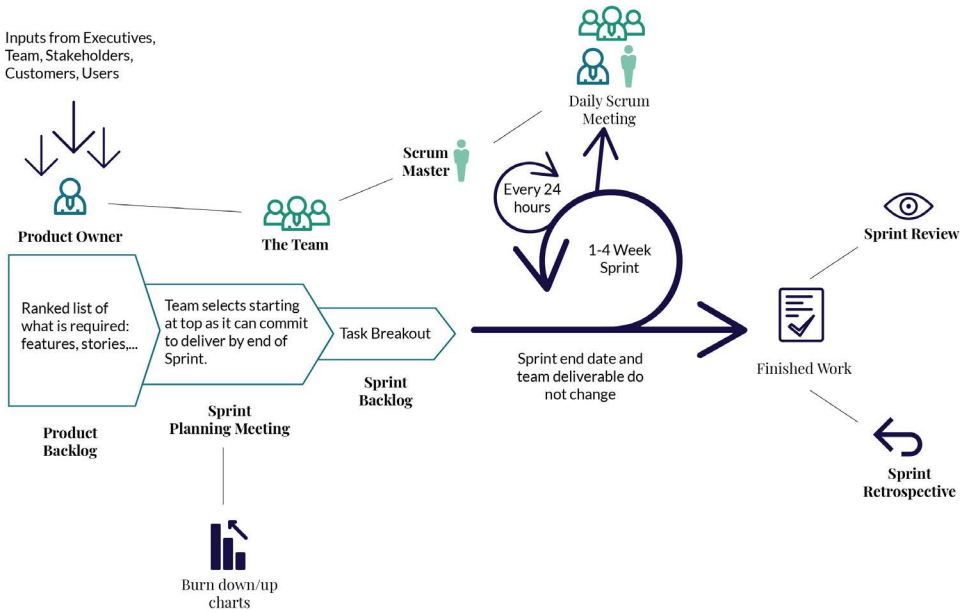 Inputs from Executives,
Team, Stakeholders,
Customers, Users
Product Owner
The Team
Scrum
Master
Daily Scrum
Meeting
Every 24
hours
1-4 Week
Sprint
Ranked list of
what is required:
features, stories,...
Product
Backlog
Team selects starting
at top as it can commit
to deliver by end of
Sprint.
Sprint
Planning Meeting
Task Breakout
Sprint
Backlog
Sprint end date and
team deliverable do
not change
Burn down/up
charts
Finished Work
Sprint Review
Sprint
Retrospective